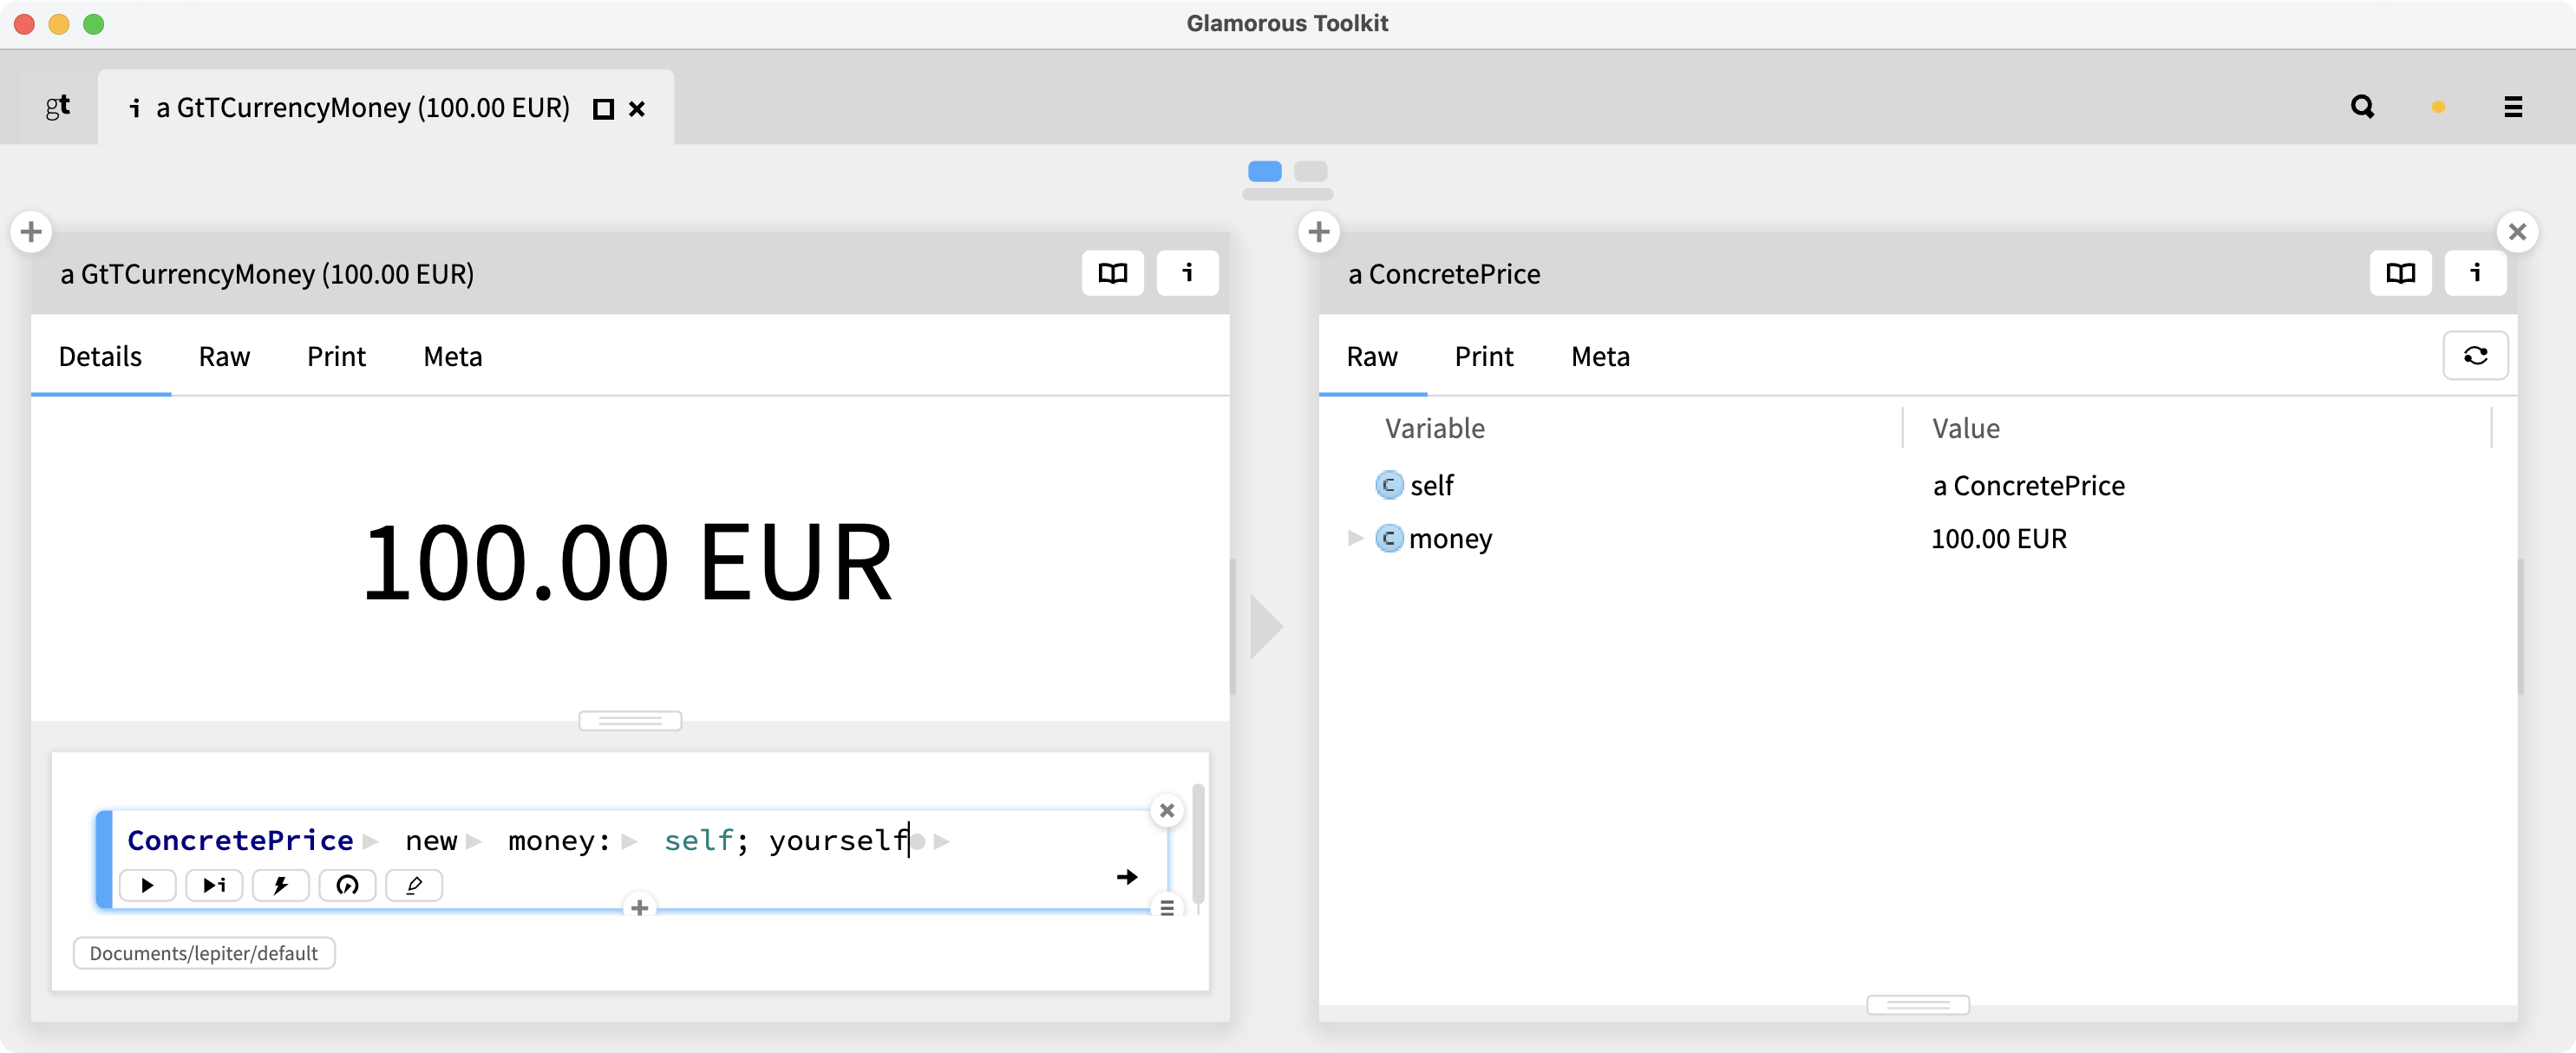 Glamorous Toolkit
gt
i a GtTCurrencyMoney (100.00 EUR)
a GtTCurrencyMoney (100.00 EUR)
i
Details Raw Print Meta
100.00 EUR
ConcretePrice new money: self; yourself
i
Documents/lepiter/default
a ConcretePrice
i
Raw Print Meta
Variable Value
C self a ConcretePrice
C money 100.00 EUR